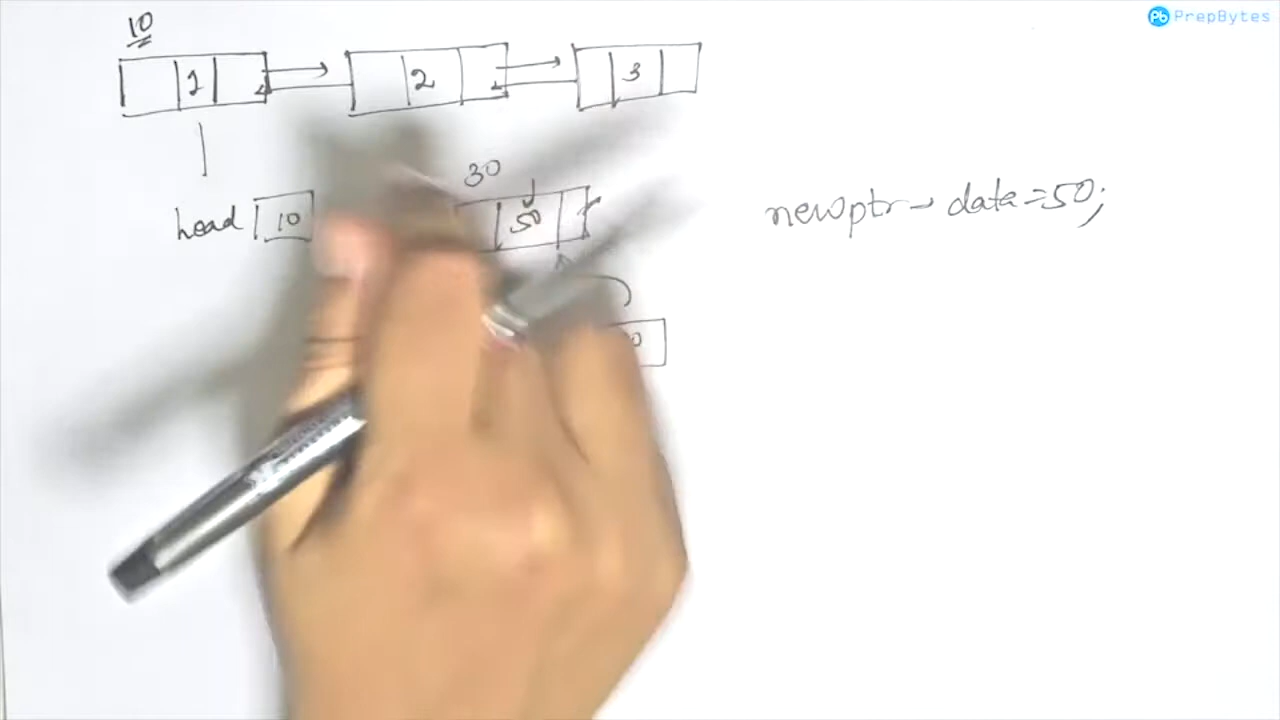 PrepBytes
10
1 2 3
30
head 10 50
newptr → data=50;